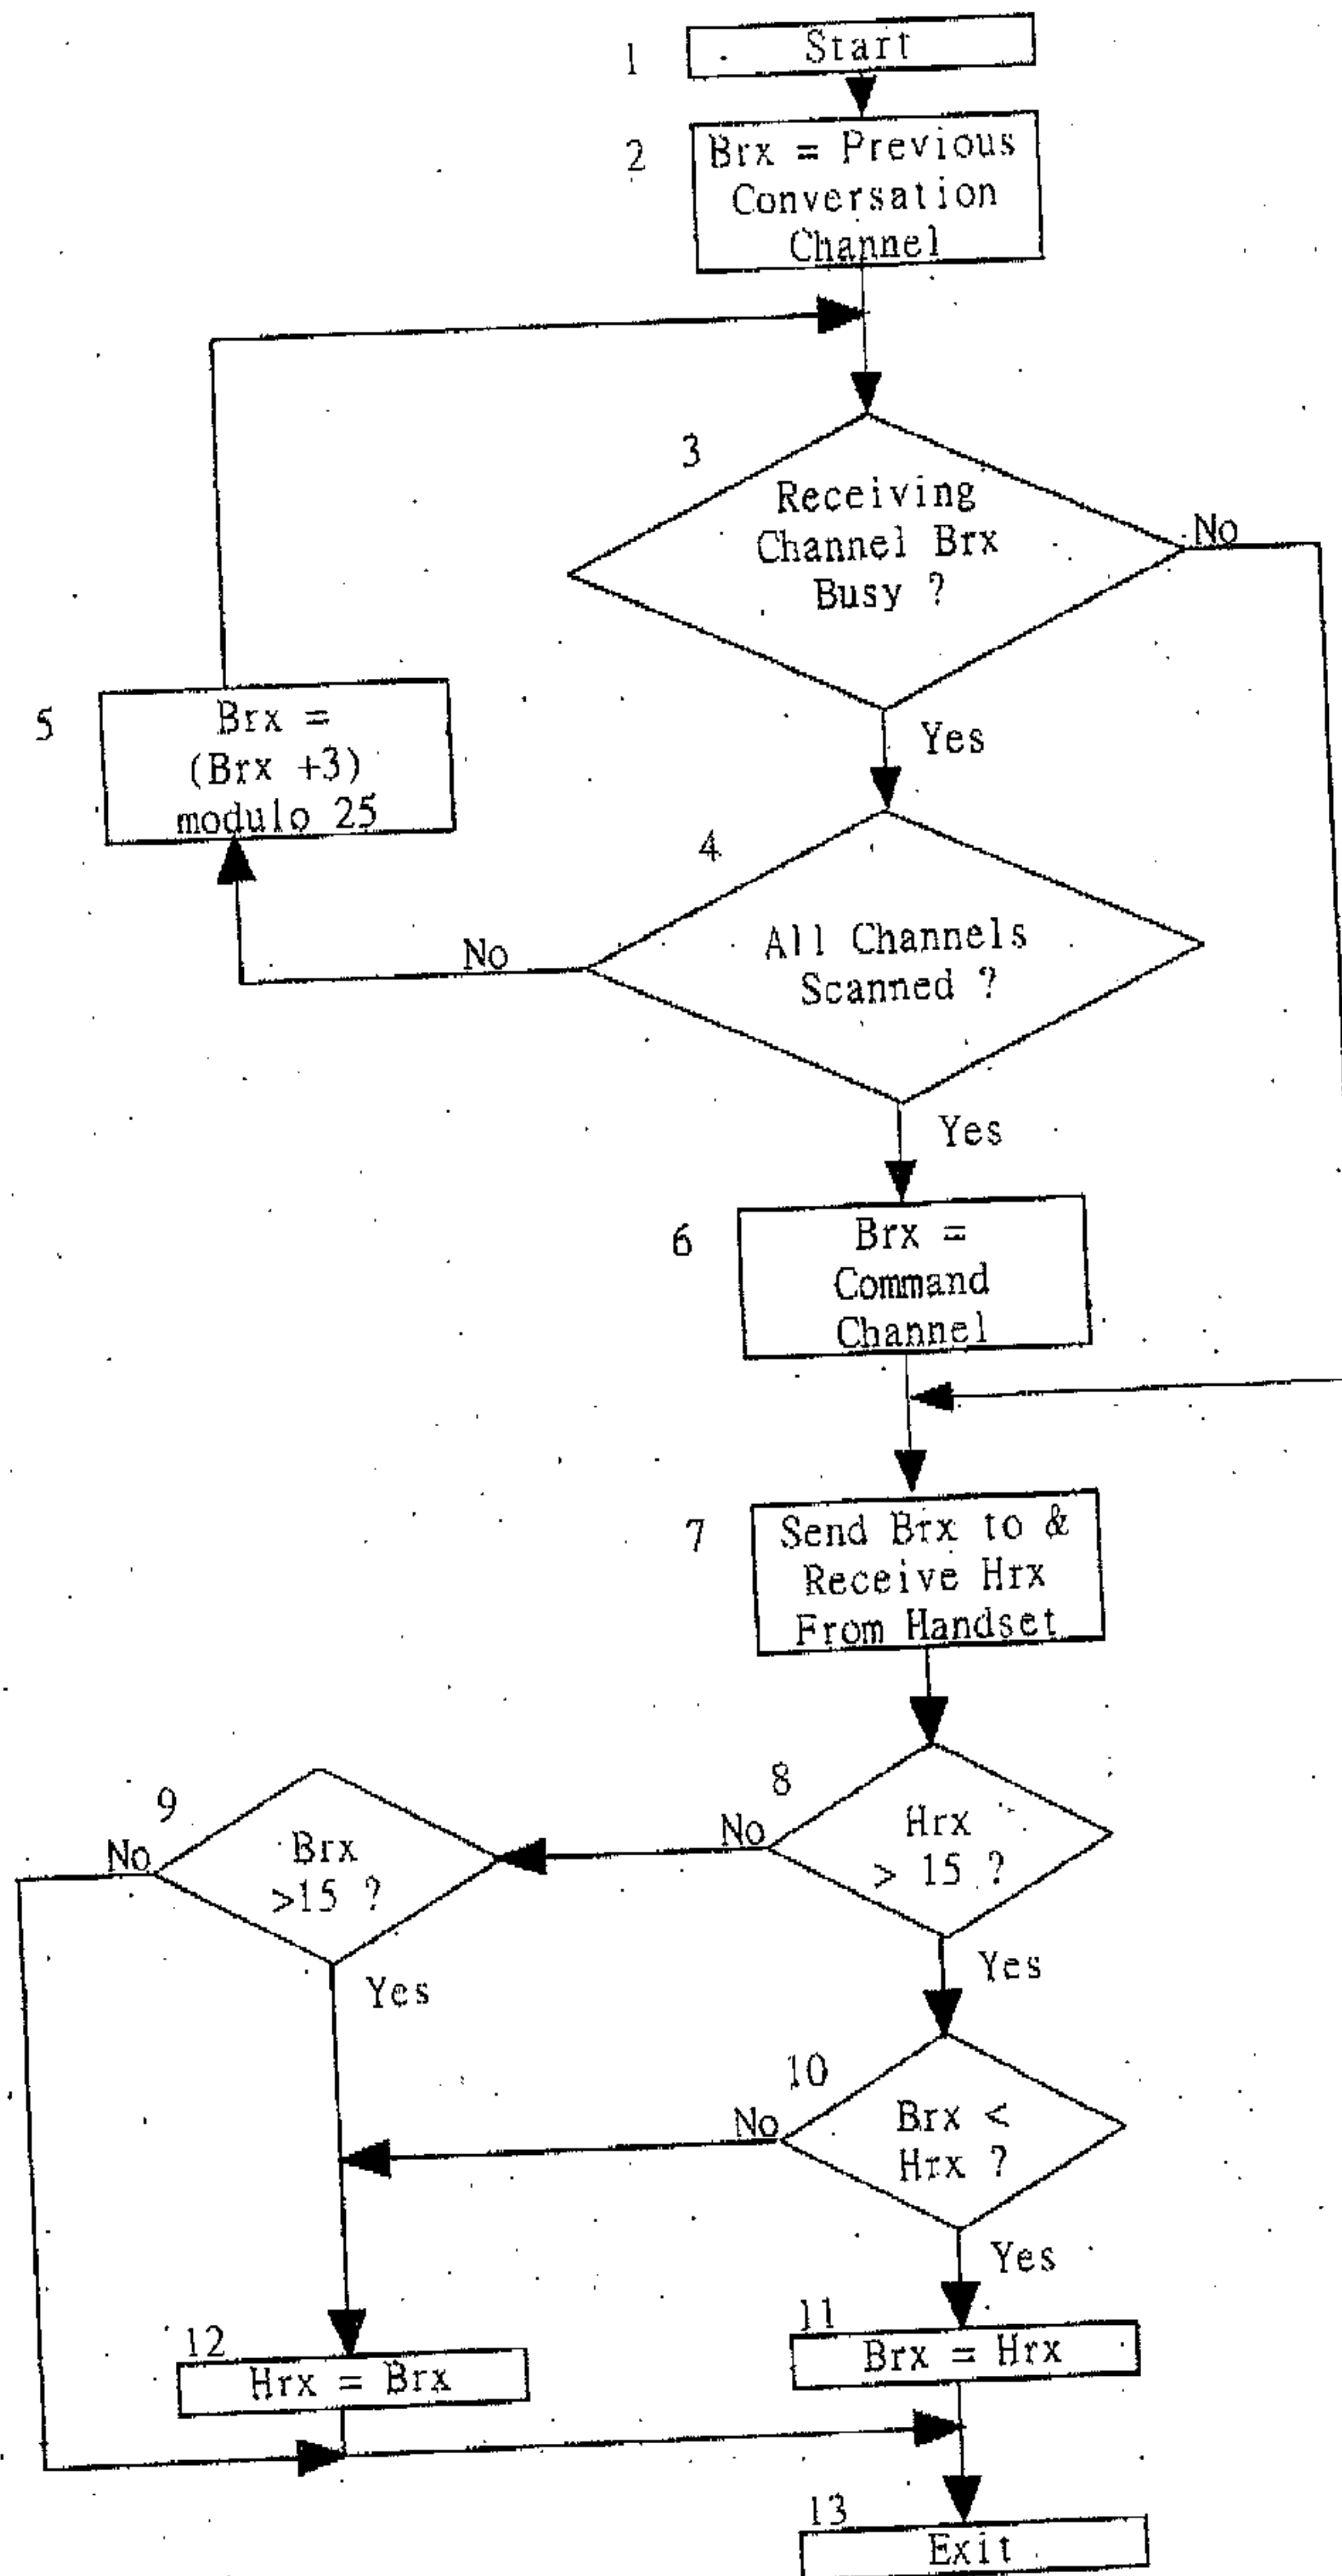 1
Start
2
Brx = Previous
Conversation
Channel
3
Receiving
Channel Brx
Busy ?
No
Yes
5
Brx =
(Brx +3)
modulo 25
4
All Channels
Scanned ?
No
Yes
6
Brx =
Command
Channel
7
Send Brx to &
Receive Hrx
From Handset
8
Hrx
> 15 ?
No
Yes
9
Brx
>15 ?
No
Yes
10
Brx <
Hrx ?
No
Yes
11
Brx = Hrx
12
Hrx = Brx
13
Exit